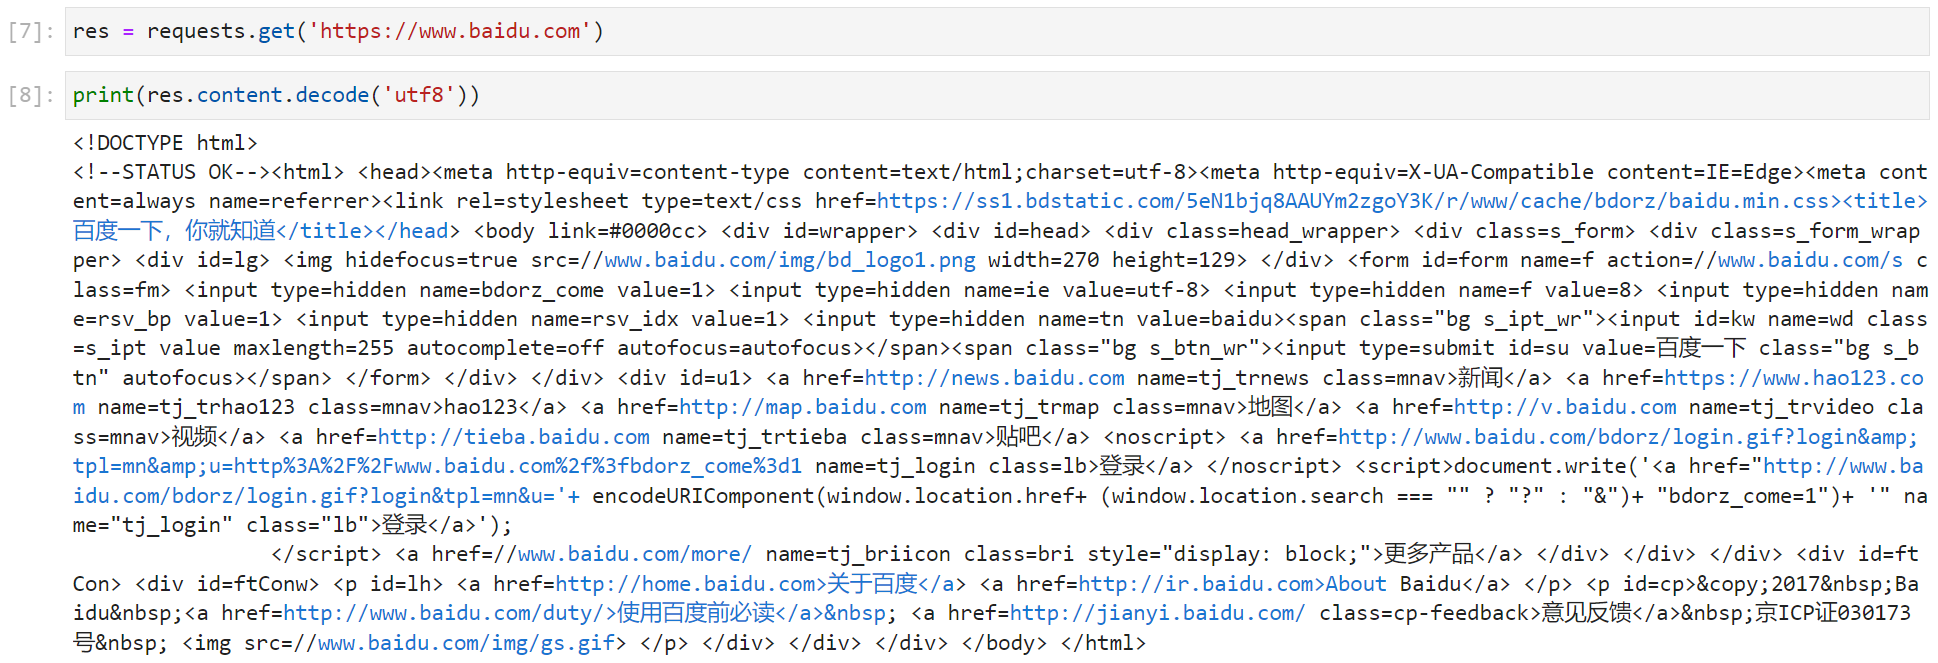 [7]: res = requests.get('https://www.baidu.com')
[8]: print(res.content.decode('utf8'))
<!DOCTYPE html>
<!--STATUS OK--><html> <head><meta http-equiv=content-type content=text/html;charset=utf-8><meta http-equiv=X-UA-Compatible content=IE=Edge><meta cont
ent=always name=referrer><link rel=stylesheet type=text/css href=https://ss1.bdstatic.com/5eN1bjq8AAUYm2zgoY3K/r/www/cache/bdorz/baidu.min.css><title>
百度一下，你就知道</title></head> <body link=#0000cc> <div id=wrapper> <div id=head> <div class=head_wrapper> <div class=s_form> <div class=s_form_wrap
per> <div id=lg> <img hidefocus=true src=//www.baidu.com/img/bd_logo1.png width=270 height=129> </div> <form id=form name=f action=//www.baidu.com/s c
lass=fm> <input type=hidden name=bdorz_come value=1> <input type=hidden name=ie value=utf-8> <input type=hidden name=f value=8> <input type=hidden nam
e=rsv_bp value=1> <input type=hidden name=rsv_idx value=1> <input type=hidden name=tn value=baidu><span class="bg s_ipt_wr"><input id=kw name=wd class
=s_ipt value maxlength=255 autocomplete=off autofocus=autofocus></span><span class="bg s_btn_wr"><input type=submit id=su value=百度一下 class="bg s_b
tn" autofocus></span> </form> </div> </div> <div id=u1> <a href=http://news.baidu.com name=tj_trnews class=mnav>新闻</a> <a href=https://www.hao123.co
m name=tj_trhao123 class=mnav>hao123</a> <a href=http://map.baidu.com name=tj_trmap class=mnav>地图</a> <a href=http://v.baidu.com name=tj_trvideo cla
ss=mnav>视频</a> <a href=http://tieba.baidu.com name=tj_trtieba class=mnav>贴吧</a> <noscript> <a href=http://www.baidu.com/bdorz/login.gif?login&amp;
tpl=mn&amp;u=http%3A%2F%2Fwww.baidu.com%2f%3fbdorz_come%3d1 name=tj_login class=lb>登录</a> </noscript> <script>document.write('<a href="http://www.ba
idu.com/bdorz/login.gif?login&tpl=mn&u='+ encodeURIComponent(window.location.href+ (window.location.search === "" ? "?" : "&")+ "bdorz_come=1")+ '" na
me="tj_login" class="lb">登录</a>');
</script> <a href=//www.baidu.com/more/ name=tj_briicon class=bri style="display: block;">更多产品</a> </div> </div> </div> <div id=ft
Con> <div id=ftConw> <p id=lh> <a href=http://home.baidu.com>关于百度</a> <a href=http://ir.baidu.com>About Baidu</a> </p> <p id=cp>&copy;2017&nbsp;Ba
idu&nbsp;<a href=http://www.baidu.com/duty/>使用百度前必读</a>&nbsp; <a href=http://jianyi.baidu.com/ class=cp-feedback>意见反馈</a>&nbsp;京ICP证030173
号&nbsp; <img src=//www.baidu.com/img/gs.gif> </p> </div> </div> </div> </body> </html>